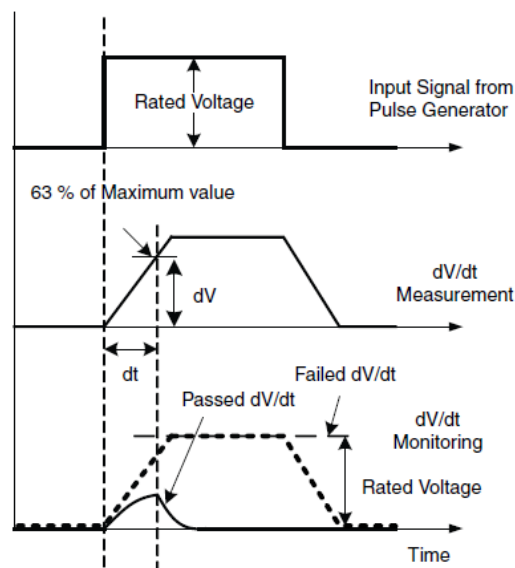 Rated Voltage
Input Signal from
Pulse Generator
63 % of Maximum value
dV
dV/dt
Measurement
dt
Passed dV/dt
Failed dV/dt
dV/dt
Monitoring
Rated Voltage
Time